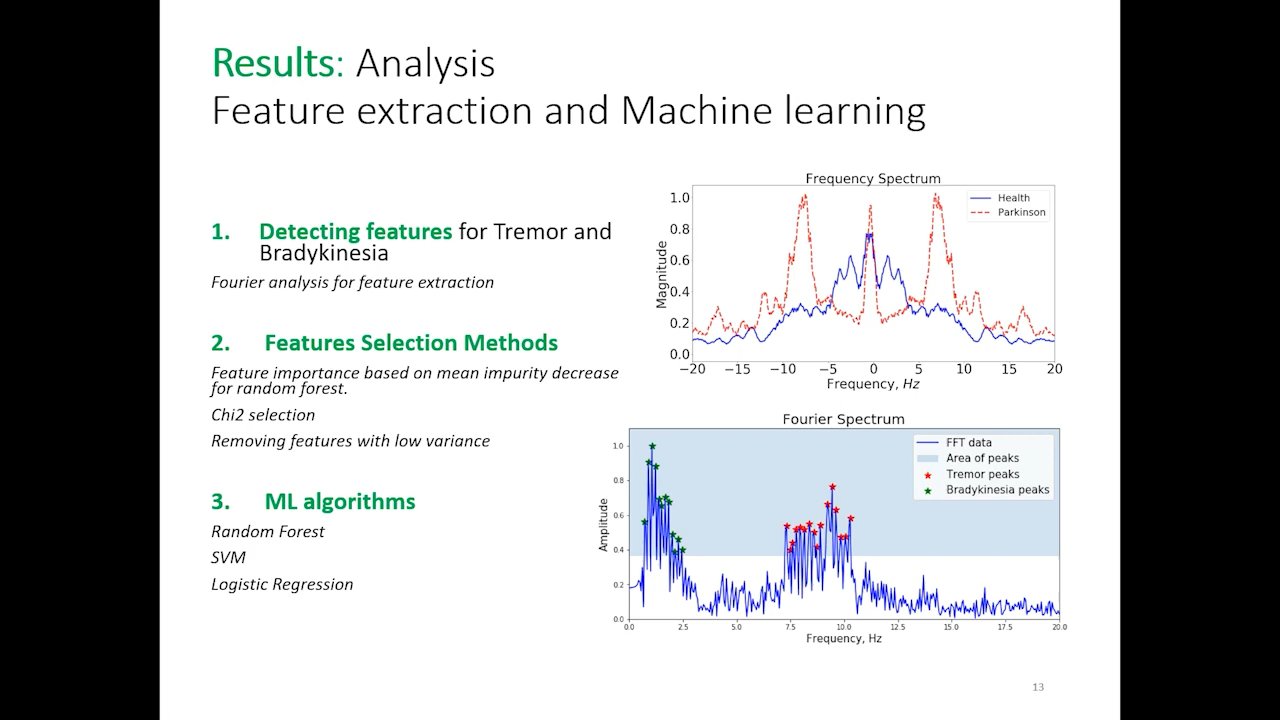 Results: Analysis
Feature extraction and Machine learning
1. Detecting features for Tremor and
Bradykinesia
Fourier analysis for feature extraction
2. Features Selection Methods
Feature importance based on mean impurity decrease
for random forest.
Chi2 selection
Removing features with low variance
3. ML algorithms
Random Forest
SVM
Logistic Regression
Frequency Spectrum
Health
Parkinson
Magnitude
1.0
0.8
0.6
0.4
0.2
0.0
−20 −15 −10 −5 0 5 10 15 20
Frequency, Hz
Fourier Spectrum
FFT data
Area of peaks
Tremor peaks
Bradykinesia peaks
Amplitude
1.0
0.8
0.6
0.4
0.2
0.0
0.0 2.5 5.0 7.5 10.0 12.5 15.0 17.5 20.0
Frequency, Hz
13